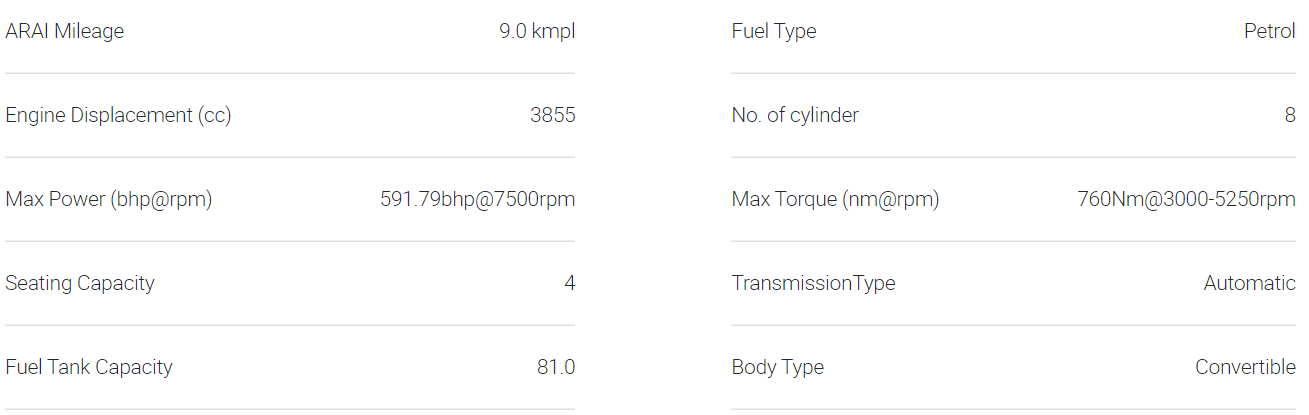 ARAI Mileage 9.0 kmpl Fuel Type Petrol
Engine Displacement (cc) 3855 No. of cylinder 8
Max Power (bhp@rpm) 591.79bhp@7500rpm Max Torque (nm@rpm) 760Nm@3000-5250rpm
Seating Capacity 4 TransmissionType Automatic
Fuel Tank Capacity 81.0 Body Type Convertible